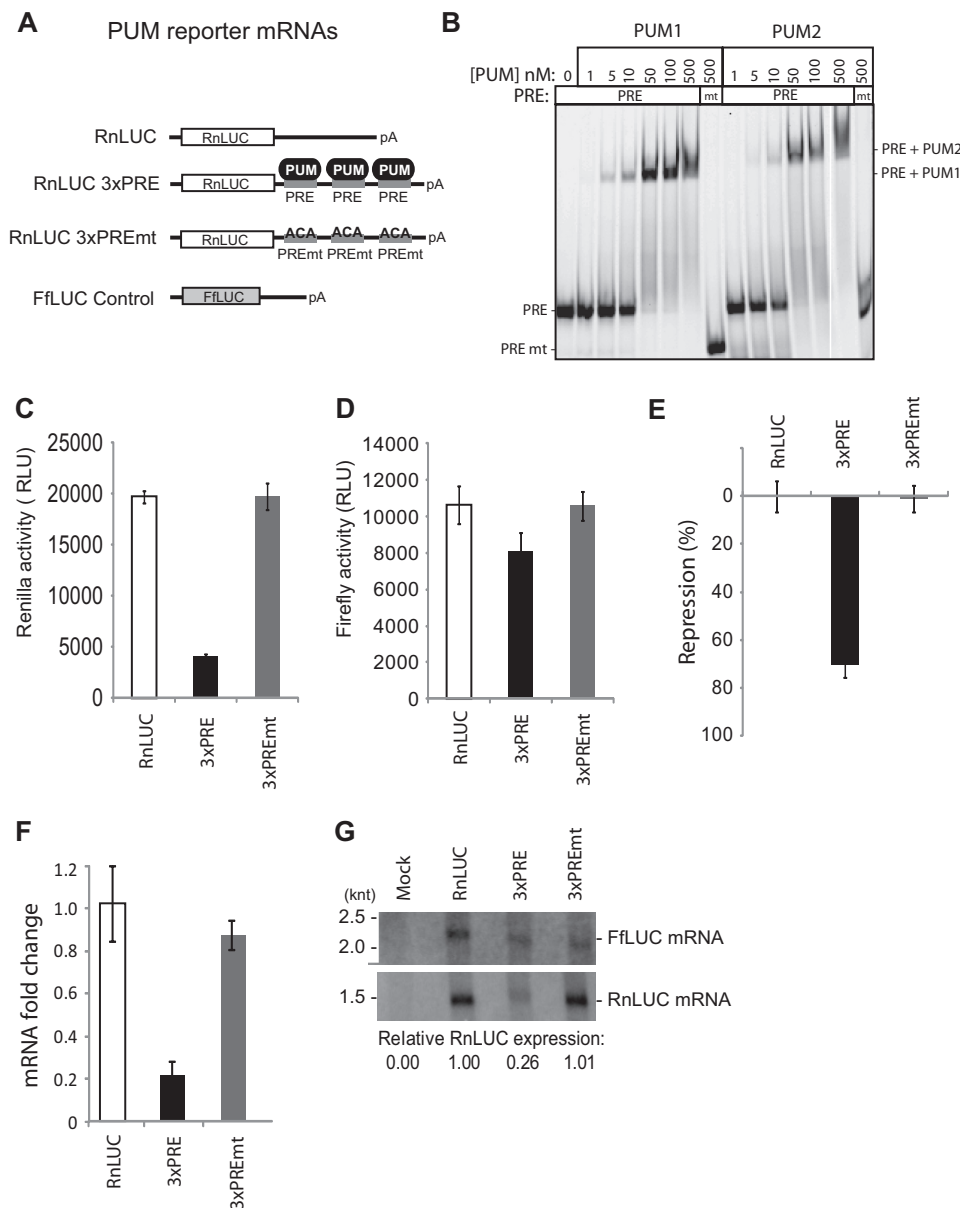 A
PUM reporter mRNAs
RnLUC
RnLUC
pA
RnLUC 3xPRE
RnLUC
PUM PUM PUM
PRE PRE PRE
pA
RnLUC 3xPREmt
RnLUC
ACA ACA ACA
PREmt PREmt PREmt
pA
FfLUC Control
FfLUC
pA
B
PUM1 PUM2
[PUM] nM: 0 1 5 10 50 100 500 500 1 5 10 50 100 500 500
PRE: PRE mt PRE mt
- PRE + PUM2
- PRE + PUM1
PRE -
PRE mt -
C
Renilla activity ( RLU)
25000
20000
15000
10000
5000
0
RnLUC 3xPRE 3xPREmt
D
Firefly activity (RLU)
14000
12000
10000
8000
6000
4000
2000
0
RnLUC 3xPRE 3xPREmt
E
RnLUC 3xPRE 3xPREmt
Repression (%)
0
20
40
60
80
100
F
mRNA fold change
1.2
1.0
0.8
0.6
0.4
0.2
0
RnLUC 3xPRE 3xPREmt
G
Mock RnLUC 3xPRE 3xPREmt
(knt)
2.5 -
2.0 -
- FfLUC mRNA
1.5 -
- RnLUC mRNA
Relative RnLUC expression:
0.00 1.00 0.26 1.01